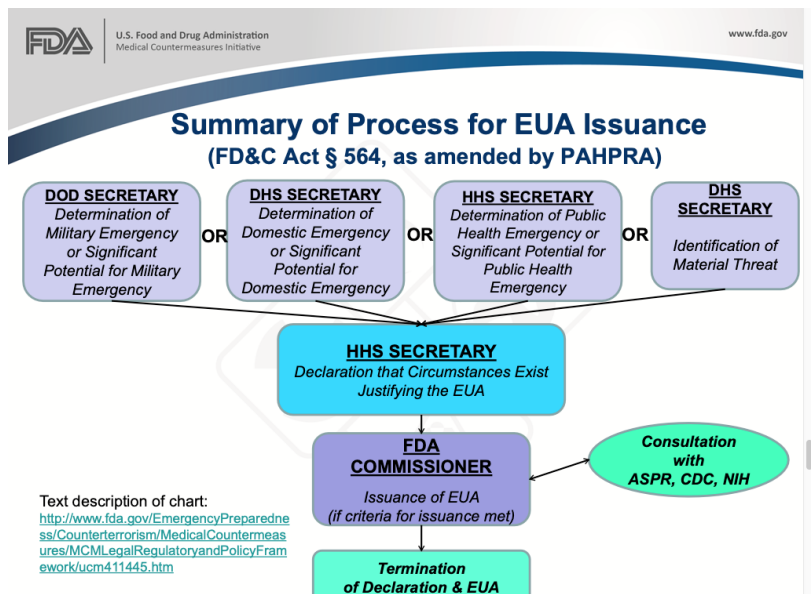 FDA
U.S. Food and Drug Administration
Medical Countermeasures Initiative
www.fda.gov
Summary of Process for EUA Issuance
(FD&C Act § 564, as amended by PAHPRA)
DOD SECRETARY
Determination of
Military Emergency
or Significant
Potential for Military
Emergency
OR
DHS SECRETARY
Determination of
Domestic Emergency
or Significant
Potential for
Domestic Emergency
OR
HHS SECRETARY
Determination of Public
Health Emergency or
Significant Potential for
Public Health
Emergency
OR
DHS
SECRETARY
Identification of
Material Threat
HHS SECRETARY
Declaration that Circumstances Exist
Justifying the EUA
FDA
COMMISSIONER
Issuance of EUA
(if criteria for issuance met)
Consultation
with
ASPR, CDC, NIH
Text description of chart:
http://www.fda.gov/EmergencyPreparedne
ss/Counterterrorism/MedicalCountermeas
ures/MCMLegalRegulatoryandPolicyFram
ework/ucm411445.htm
Termination
of Declaration & EUA